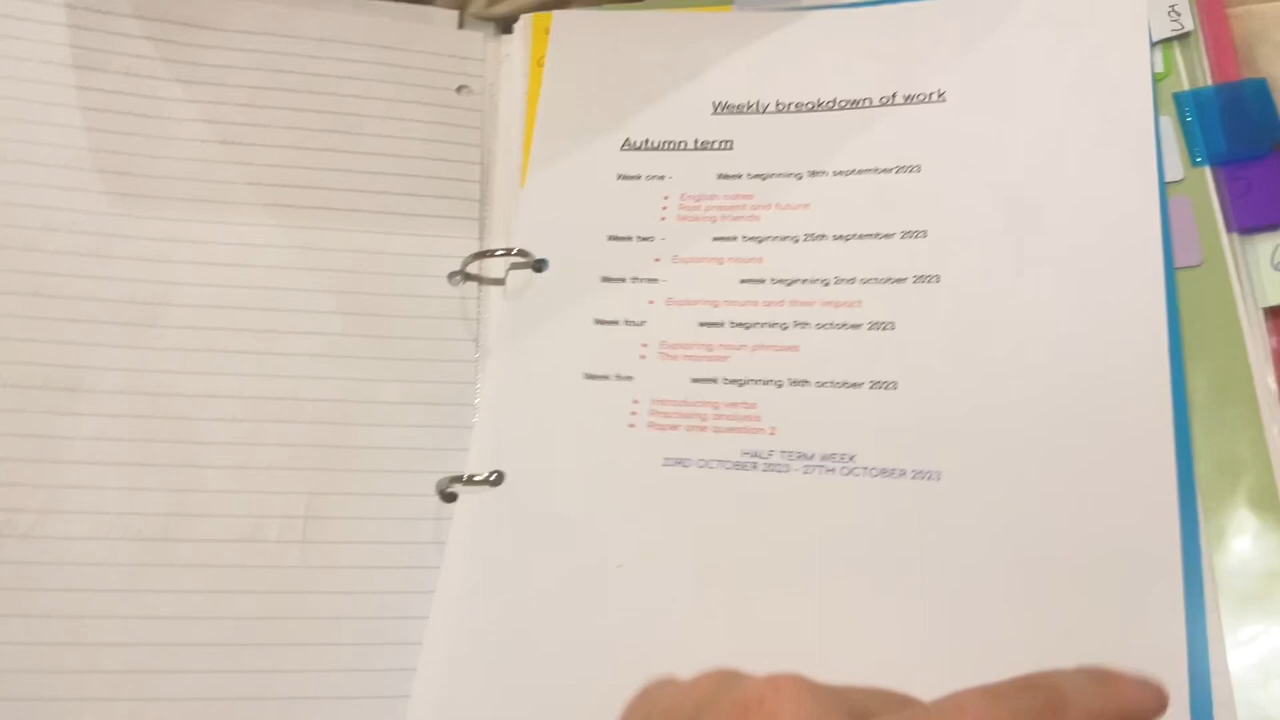 Weekly breakdown of work
Autumn term
Week one - Week beginning 18th september2023
English notes
Past present and future
Making friends
Week two - week beginning 25th september 2023
Exploring nouns
Week three - week beginning 2nd october 2023
Exploring nouns and their impact
Week four week beginning 9th october 2023
Exploring noun phrases
The monster
Week five week beginning 16th october 2023
Introducing verbs
Practising analysis
Paper one question 2
HALF TERM WEEK
23RD OCTOBER 2023 - 27TH OCTOBER 2023